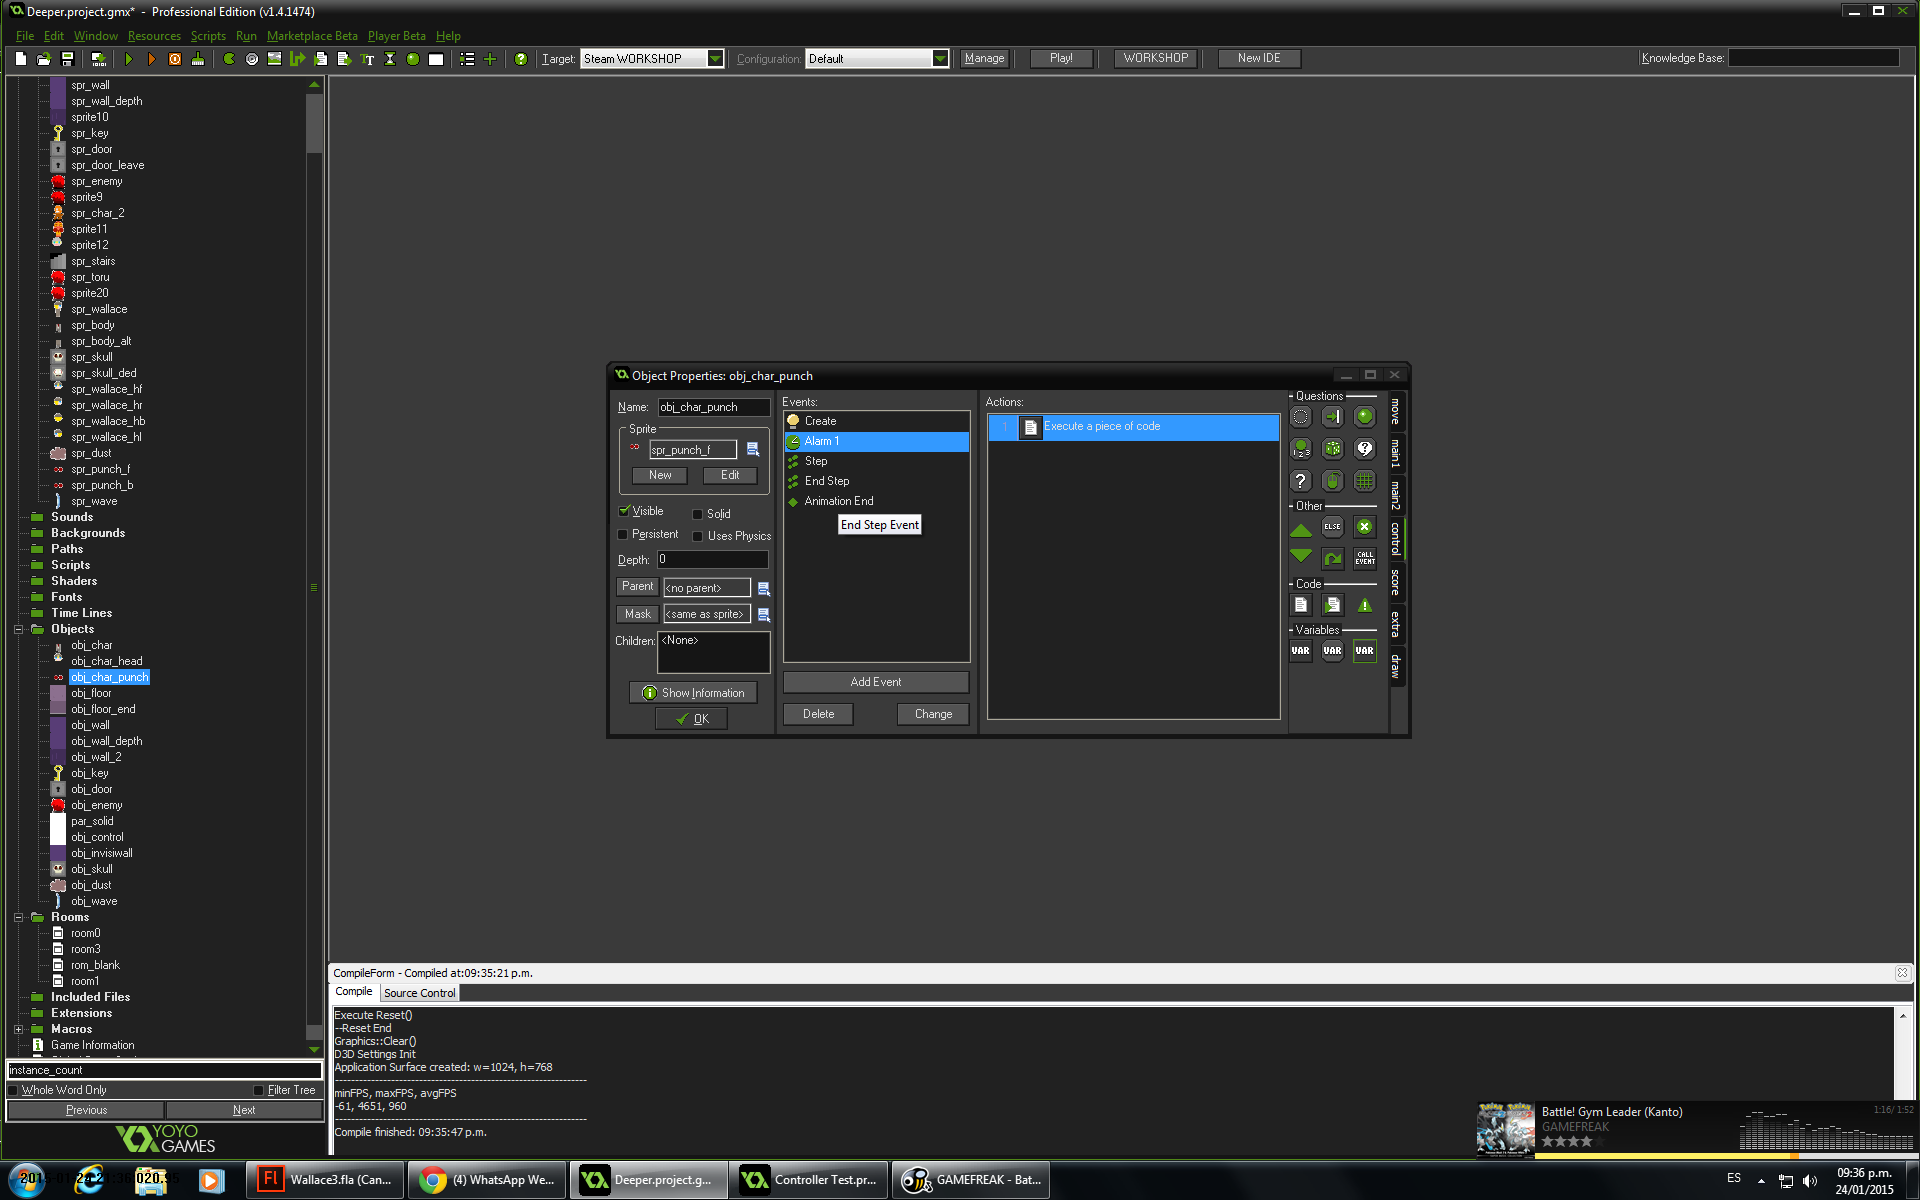 Deeper.project.gmx* - Professional Edition (v1.4.1474)
File Edit Window Resources Scripts Run Marketplace Beta Player Beta Help
Target: Steam WORKSHOP Configuration: Default Manage Play! WORKSHOP New IDE Knowledge Base:
spr_wall
spr_wall_depth
sprite10
spr_key
spr_door
spr_door_leave
spr_enemy
sprite9
spr_char_2
sprite11
sprite12
spr_stairs
spr_toru
sprite20
spr_wallace
spr_body
spr_body_alt
spr_skull
spr_skull_ded
spr_wallace_hf
spr_wallace_hr
spr_wallace_hb
spr_wallace_hl
spr_dust
spr_punch_f
spr_punch_b
spr_wave
Sounds
Backgrounds
Paths
Scripts
Shaders
Fonts
Time Lines
Objects
obj_char
obj_char_head
obj_char_punch
obj_floor
obj_floor_end
obj_wall
obj_wall_depth
obj_wall_2
obj_key
obj_door
obj_enemy
par_solid
obj_control
obj_invisiwall
obj_skull
obj_dust
obj_wave
Rooms
room0
room3
rom_blank
room1
Included Files
Extensions
Macros
Game Information
instance_count
Whole Word Only Filter Tree
Previous Next
YOYO
GAMES
Object Properties: obj_char_punch
Name: obj_char_punch
Sprite
spr_punch_f
New Edit
Visible Solid
Persistent Uses Physics
Depth: 0
Parent <no parent>
Mask <same as sprite>
Children: <None>
Show Information
OK
Events:
Create
Alarm 1
Step
End Step
Animation End
End Step Event
Add Event
Delete Change
Actions:
1 Execute a piece of code
Questions
Other
ELSE
CALL EVENT
Code
Variables
VAR VAR VAR
move
main1
main2
control
score
extra
draw
CompileForm - Compiled at:09:35:21 p.m.
Compile Source Control
Execute Reset()
--Reset End
Graphics::Clear()
D3D Settings Init
Application Surface created: w=1024, h=768
minFPS, maxFPS, avgFPS
-61, 4651, 960
Compile finished: 09:35:47 p.m.
Battle! Gym Leader (Kanto) 1:16/ 1:52
GAMEFREAK
Wallace3.fla (Can... (4) WhatsApp We... Deeper.project.g... Controller Test.pr... GAMEFREAK - Bat...
ES 09:36 p.m.
24/01/2015